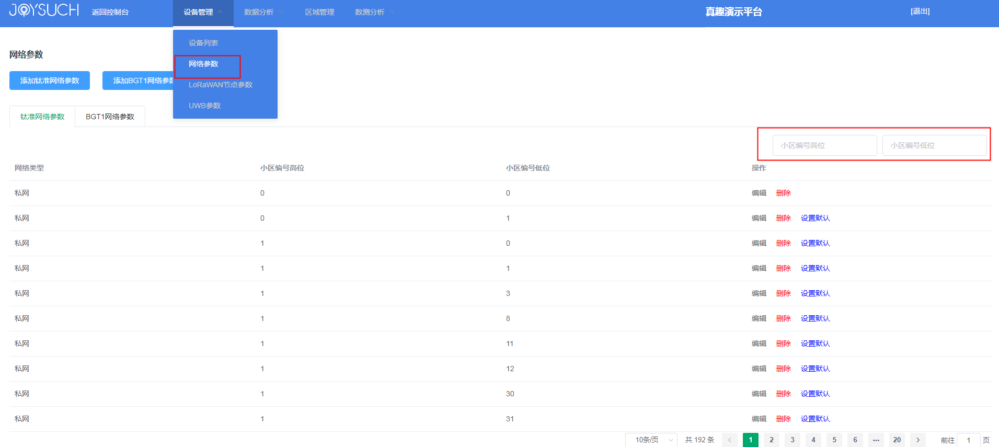 JOYSUCH 返回控制台 设备管理 数据分析 区域管理 数测分析 真趣演示平台 [退出]
设备列表
网络参数
LoRaWAN节点参数
UWB参数
网络参数
添加钛准网络参数 添加BGT1网络参数
钛准网络参数 BGT1网络参数
小区编号高位 小区编号低位
网络类型 小区编号高位 小区编号低位 操作
私网 0 0 编辑 删除
私网 0 1 编辑 删除 设置默认
私网 1 0 编辑 删除 设置默认
私网 1 1 编辑 删除 设置默认
私网 1 3 编辑 删除 设置默认
私网 1 8 编辑 删除 设置默认
私网 1 11 编辑 删除 设置默认
私网 1 12 编辑 删除 设置默认
私网 1 30 编辑 删除 设置默认
私网 1 31 编辑 删除 设置默认
10条/页 共 192 条 < 1 2 3 4 5 6 ••• 20 > 前往 1 页